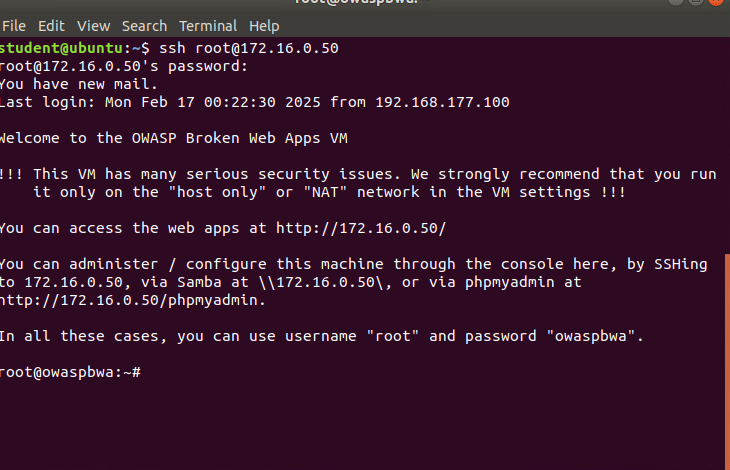 root@owaspbwa: ~
File Edit View Search Terminal Help
student@ubuntu:~$ ssh root@172.16.0.50
root@172.16.0.50's password:
You have new mail.
Last login: Mon Feb 17 00:22:30 2025 from 192.168.177.100
Welcome to the OWASP Broken Web Apps VM
!!! This VM has many serious security issues. We strongly recommend that you run
it only on the "host only" or "NAT" network in the VM settings !!!
You can access the web apps at http://172.16.0.50/
You can administer / configure this machine through the console here, by SSHing
to 172.16.0.50, via Samba at \\172.16.0.50\, or via phpmyadmin at
http://172.16.0.50/phpmyadmin.
In all these cases, you can use username "root" and password "owaspbwa".
root@owaspbwa:~#